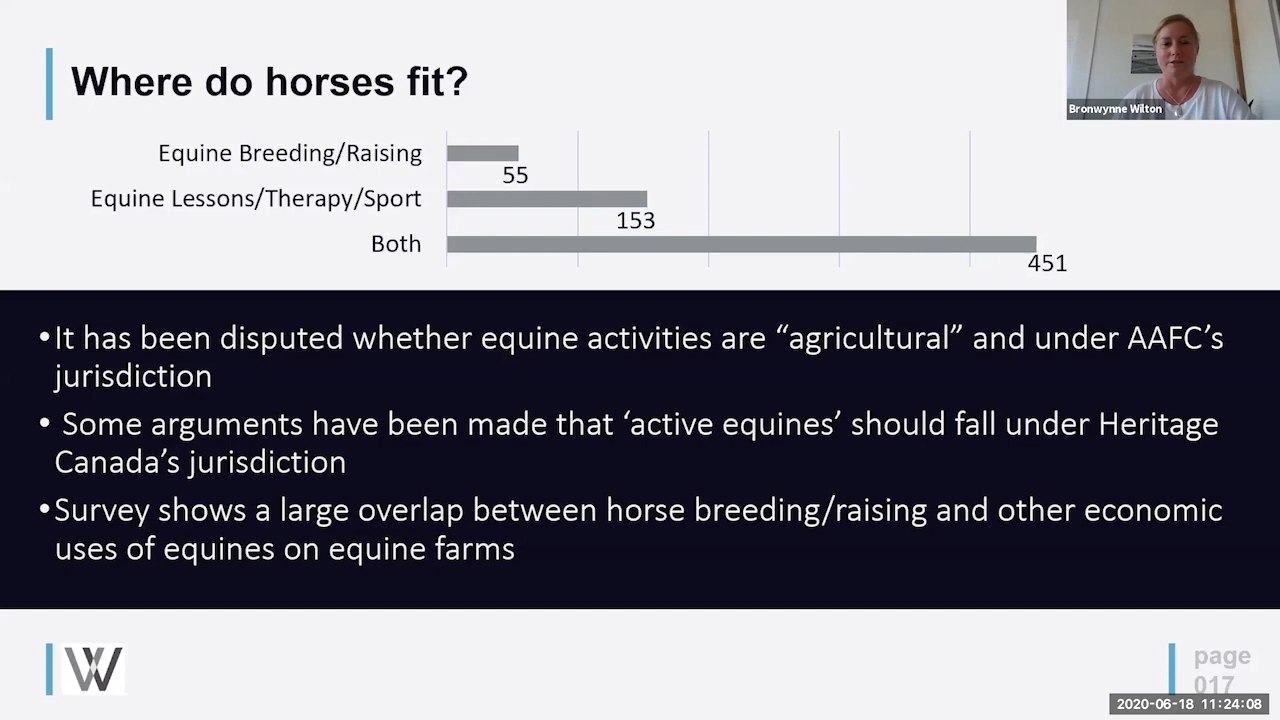 Where do horses fit?
Bronwynne Wilton
Equine Breeding/Raising
55
Equine Lessons/Therapy/Sport
153
Both
451
•It has been disputed whether equine activities are “agricultural” and under AAFC’s
jurisdiction
• Some arguments have been made that ‘active equines’ should fall under Heritage
Canada’s jurisdiction
•Survey shows a large overlap between horse breeding/raising and other economic
uses of equines on equine farms
W
page
017
2020-06-18 11:24:08